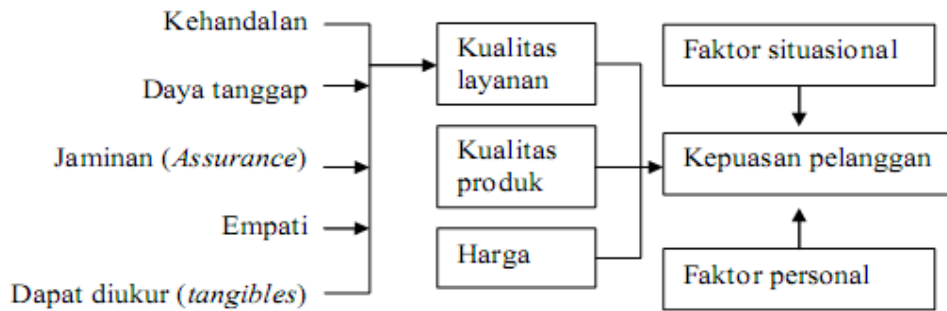 Kehandalan
Daya tanggap
Jaminan (Assurance)
Empati
Dapat diukur (tangibles)
Kualitas
layanan
Kualitas
produk
Harga
Faktor situasional
Kepuasan pelanggan
Faktor personal